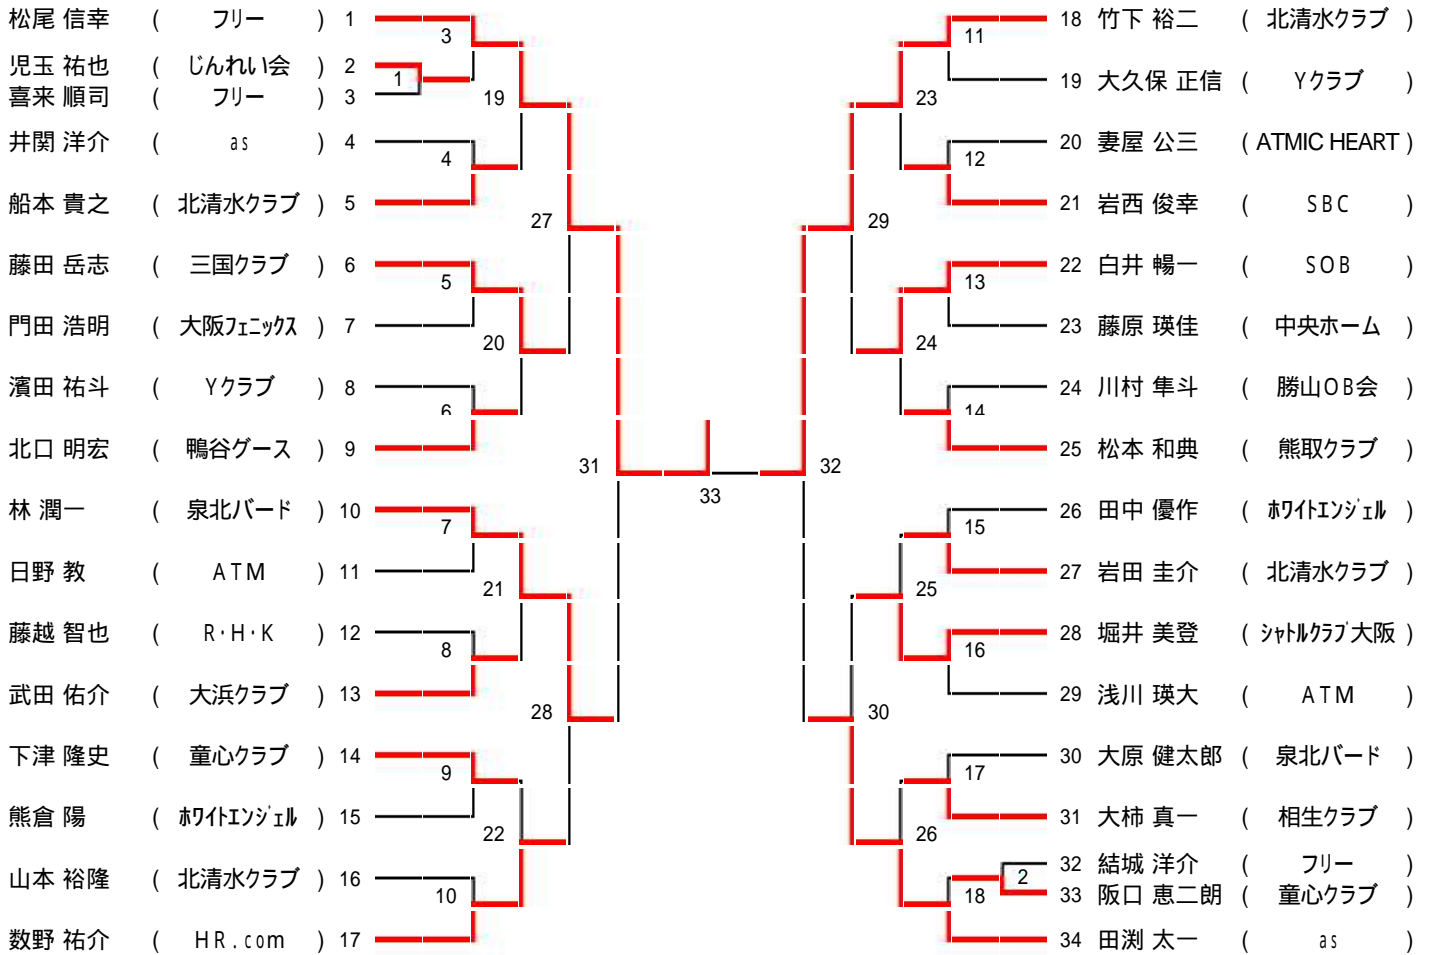 松尾 信幸 ( フリー ) 1
児玉 祐也 ( じんれい会 ) 2
喜来 順司 ( フリー ) 3
井関 洋介 ( as ) 4
船本 貴之 ( 北清水クラブ ) 5
藤田 岳志 ( 三国クラブ ) 6
門田 浩明 ( 大阪フェニックス ) 7
濱田 祐斗 ( Yクラブ ) 8
北口 明宏 ( 鴨谷グース ) 9
林 潤一 ( 泉北バード ) 10
日野 教 ( ATM ) 11
藤越 智也 ( R・H・K ) 12
武田 佑介 ( 大浜クラブ ) 13
下津 隆史 ( 童心クラブ ) 14
熊倉 陽 ( ホワイトエンジェル ) 15
山本 裕隆 ( 北清水クラブ ) 16
数野 祐介 ( HR.com ) 17
3
1
19
4
27
5
20
6
31
7
21
8
28
9
22
10
33
11
23
12
29
13
24
14
32
15
25
16
30
17
26
2
18
18 竹下 裕二 ( 北清水クラブ )
19 大久保 正信 ( Yクラブ )
20 妻屋 公三 ( ATMIC HEART )
21 岩西 俊幸 ( SBC )
22 白井 暢一 ( SOB )
23 藤原 瑛佳 ( 中央ホーム )
24 川村 隼斗 ( 勝山OB会 )
25 松本 和典 ( 熊取クラブ )
26 田中 優作 ( ホワイトエンジェル )
27 岩田 圭介 ( 北清水クラブ )
28 堀井 美登 ( シャトルクラブ大阪 )
29 浅川 瑛大 ( ATM )
30 大原 健太郎 ( 泉北バード )
31 大柿 真一 ( 相生クラブ )
32 結城 洋介 ( フリー )
33 阪口 恵二朗 ( 童心クラブ )
34 田渕 太一 ( as )